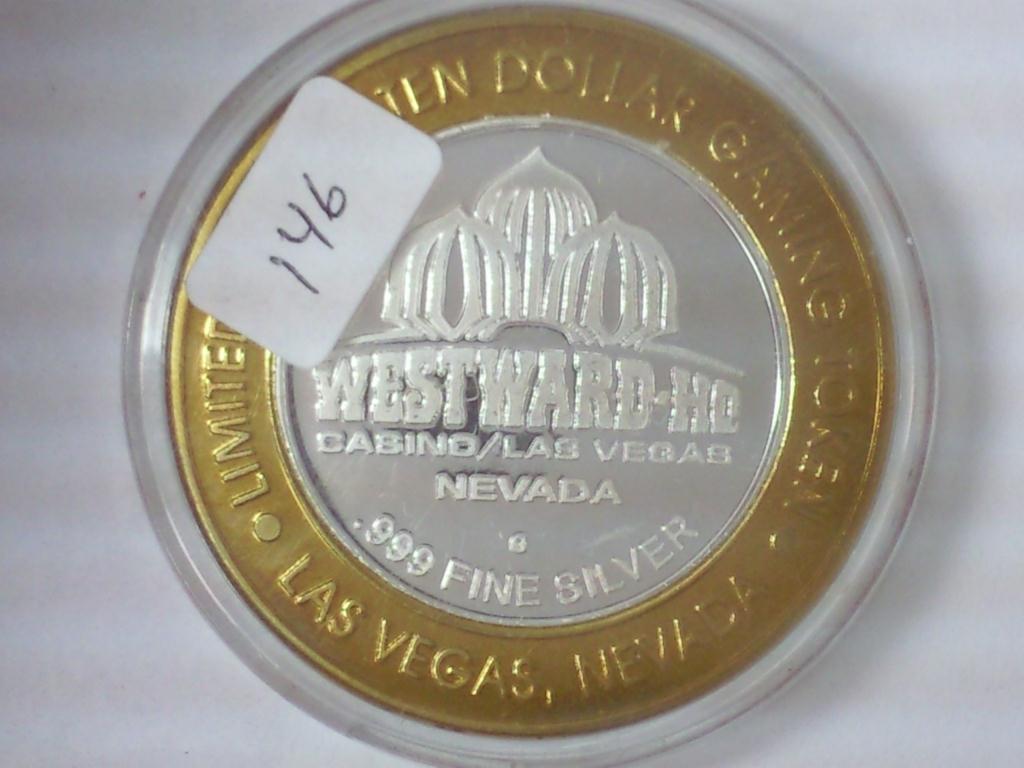 146
LIMITED
TEN DOLLAR GAMING TOKEN
LAS VEGAS, NEVADA
WESTWARD-HO
CASINO/LAS VEGAS
NEVADA
G
.999 FINE SILVER